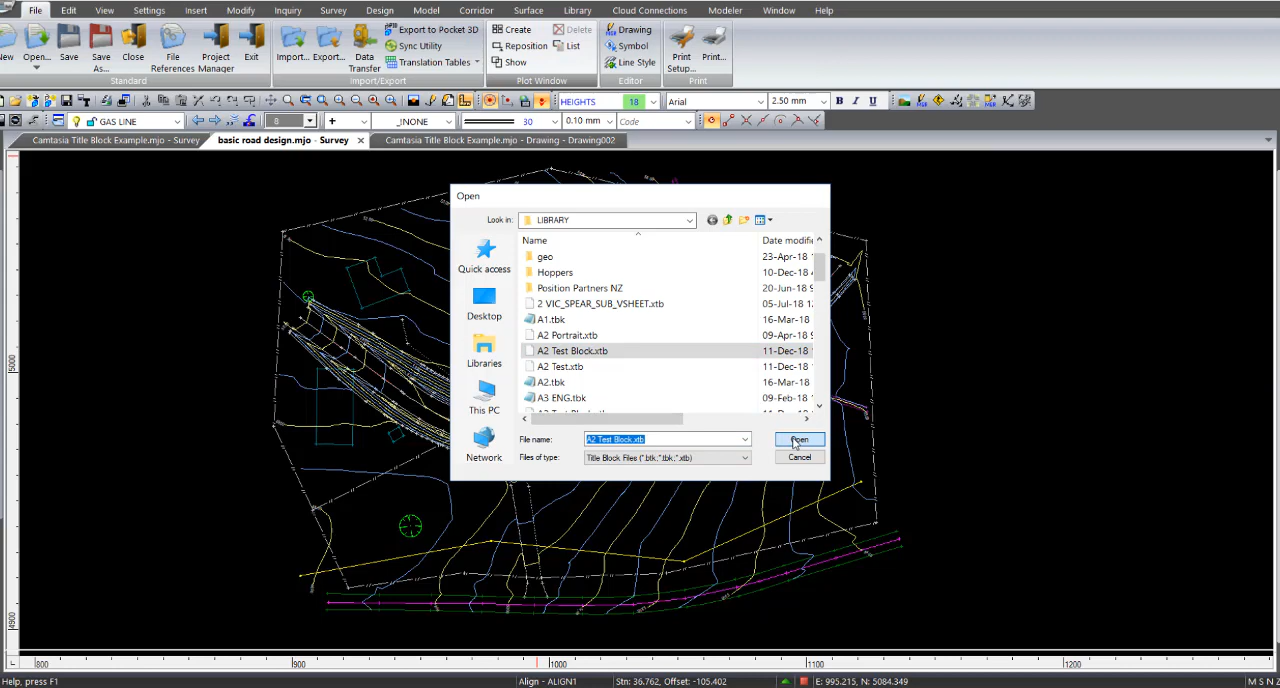 File Edit View Settings Insert Modify Inquiry Survey Design Model Corridor Surface Library Cloud Connections Modeler Window Help
New Open... Save Save As... Close File References Project Manager Exit
Import... Export... Data Transfer
Export to Pocket 3D
Sync Utility
Translation Tables
Create Delete
Reposition List
Show
Drawing
Symbol
Line Style
Print Setup... Print...
Standard Import/Export Plot Window Editor Print
HEIGHTS 18 Arial 2.50 mm B I U
GAS LINE 8 + _INONE 30 0.10 mm Code
Camtasia Title Block Example.mjo - Survey basic road design.mjo - Survey Camtasia Title Block Example.mjo - Drawing - Drawing002
Open
Look in: LIBRARY
Name Date modifi
geo 23-Apr-18 1
Hoppers 10-Dec-18
Position Partners NZ 20-Jun-18 9
2 VIC_SPEAR_SUB_VSHEET.xtb 05-Jul-18 1
A1.tbk 16-Mar-18
A2 Portrait.xtb 09-Apr-18
A2 Test Block.xtb 11-Dec-18
A2 Test.xtb 11-Dec-18
A2.tbk 16-Mar-18
A3 ENG.tbk 09-Feb-18
Quick access
Desktop
Libraries
This PC
Network
File name: A2 Test Block.xtb Open
Files of type: Title Block Files (*.btk;*.tbk;*.xtb) Cancel
5000
4900
800 900 1000 1100 1200
Help, press F1 Align - ALIGN1 Stn: 36.762, Offset: -105.402 E: 995.215, N: 5084.349 M S N